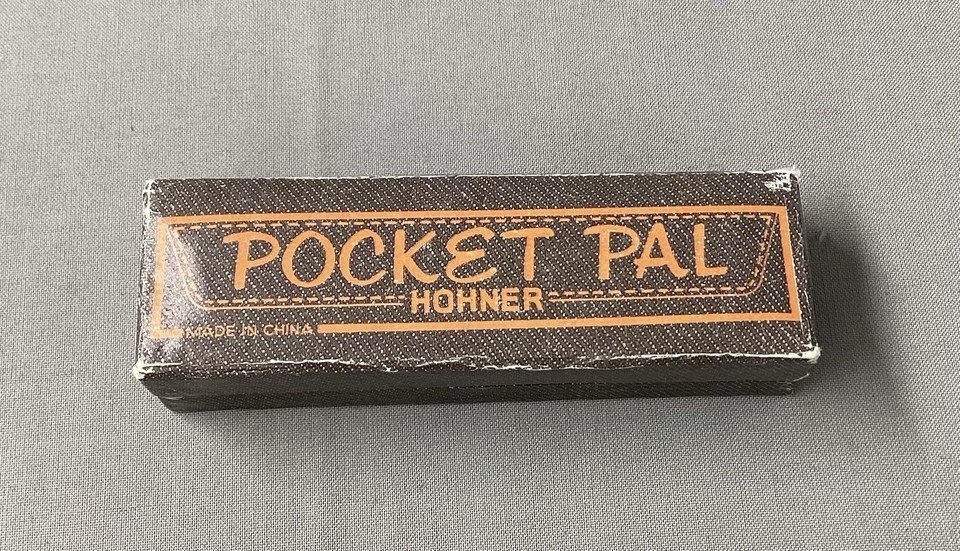 POCKET PAL
HOHNER
MADE IN CHINA